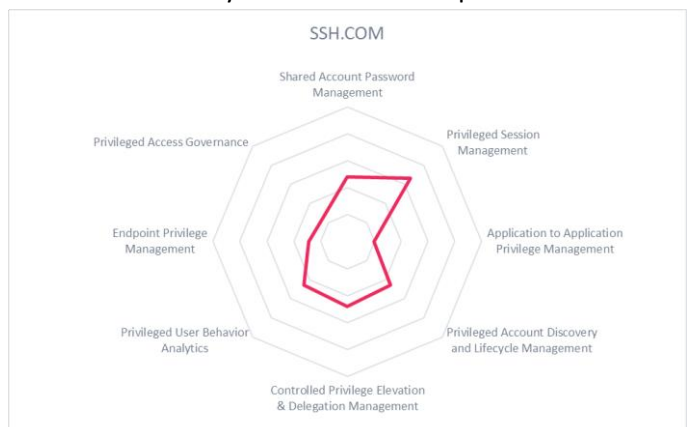 SSH.COM
Shared Account Password
Management
Privileged Access Governance
Privileged Session
Management
Endpoint Privilege
Management
Application to Application
Privilege Management
Privileged User Behavior
Analytics
Privileged Account Discovery
and Lifecycle Management
Controlled Privilege Elevation
& Delegation Management